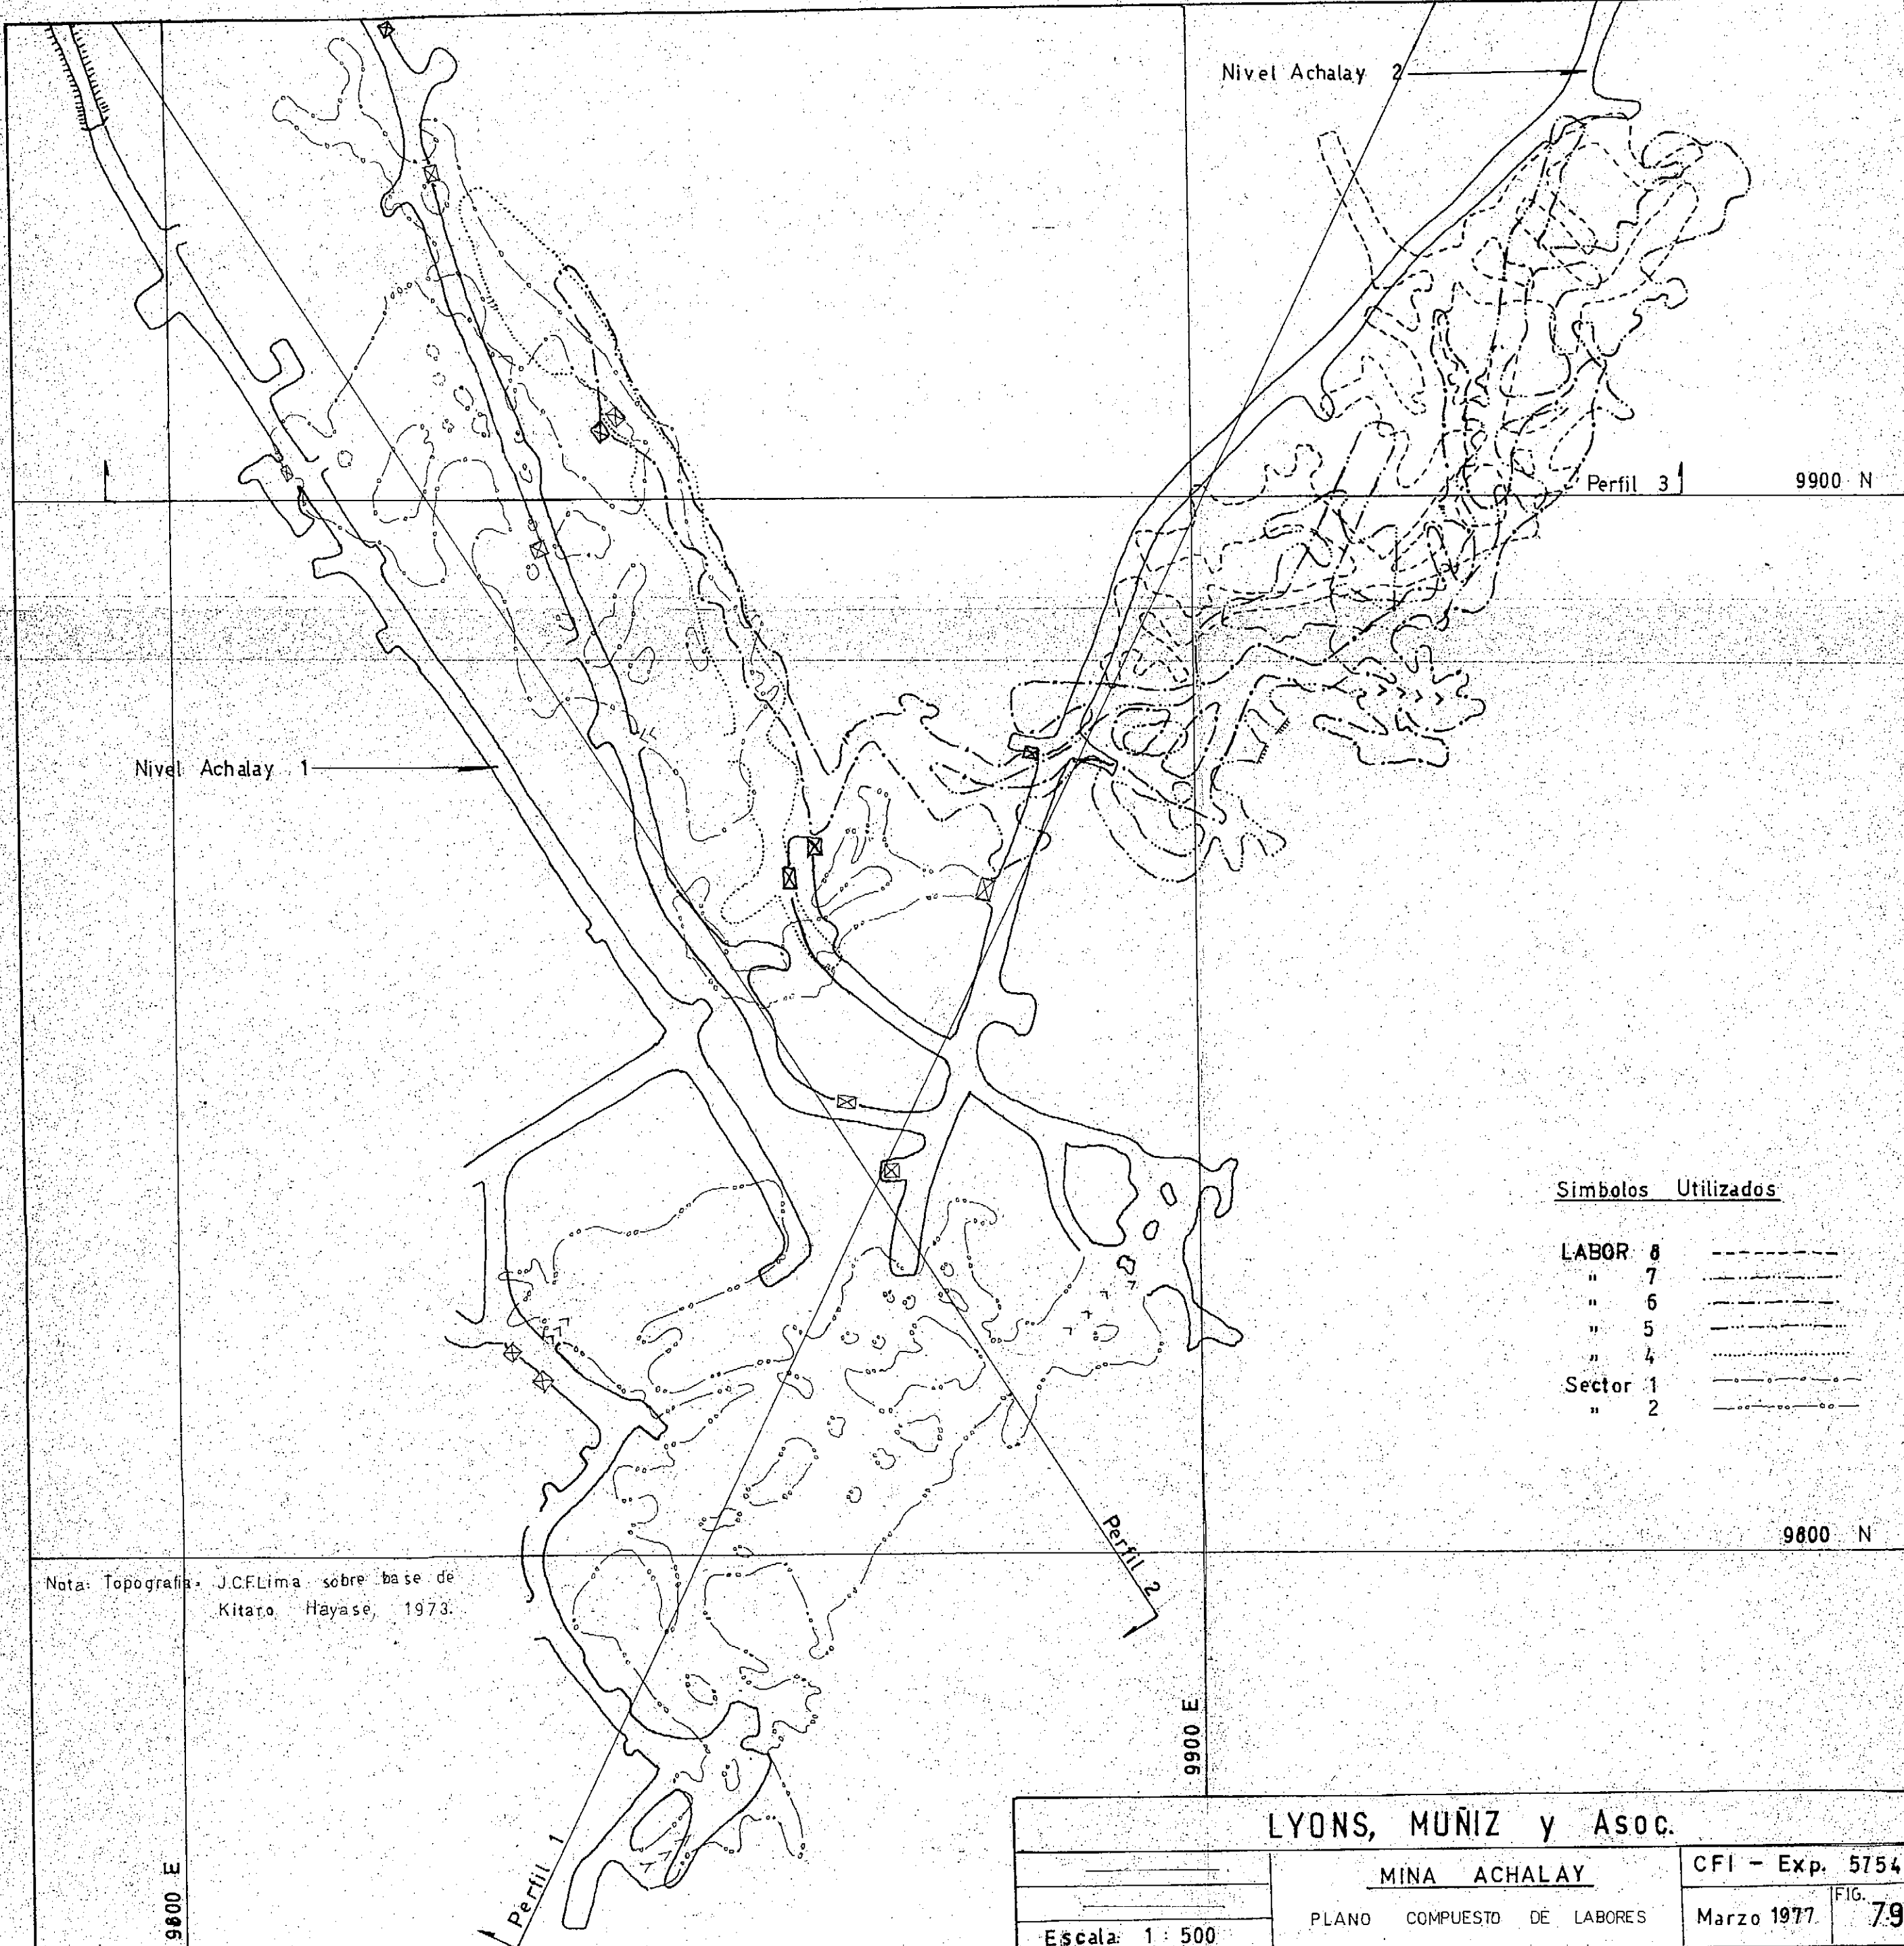 Nivel Achalay 2
Perfil 3
9900 N
Nivel Achalay 1
Simbolos Utilizados
LABOR 8
" 7
" 6
" 5
" 4
Sector 1
" 2
9800 N
Perfil 2
Nota: Topografia: J.C.F.Lima sobre base de
Kitaro Hayase, 1973.
9900 E
9800 E
Perfil 1
LYONS, MUÑIZ y Asoc.
MINA ACHALAY
PLANO COMPUESTO DE LABORES
Escala: 1 : 500
CFI - Exp. 5754
Marzo 1977
FIG. 79